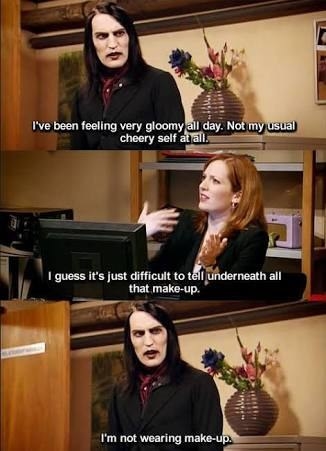 I've been feeling very gloomy all day. Not my usual
cheery self at all.
I guess it's just difficult to tell underneath all
that make-up.
I'm not wearing make-up.